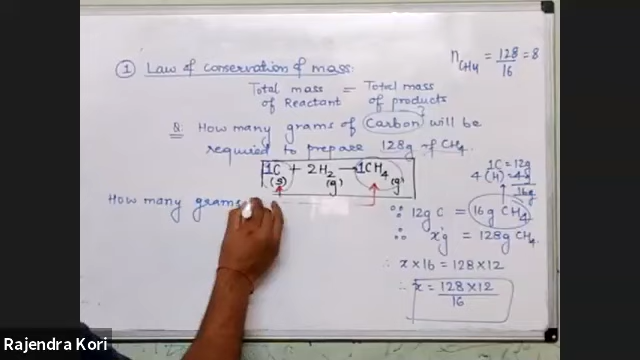 ① Law of conservation of mass:
Total mass of Reactant = Total mass of products
Q: How many grams of Carbon will be
required to prepare 128g of CH4.
1C + 2H2 → 1CH4
(s) (g) (g)
How many grams
nCH4 = 128/16 = 8
1C = 12g
4(H) = 4g
16g
∴ 12g C = 16g CH4
∴ x g = 128g CH4
∴ x × 16 = 128 × 12
∴ x = 128 × 12 / 16
Rajendra Kori